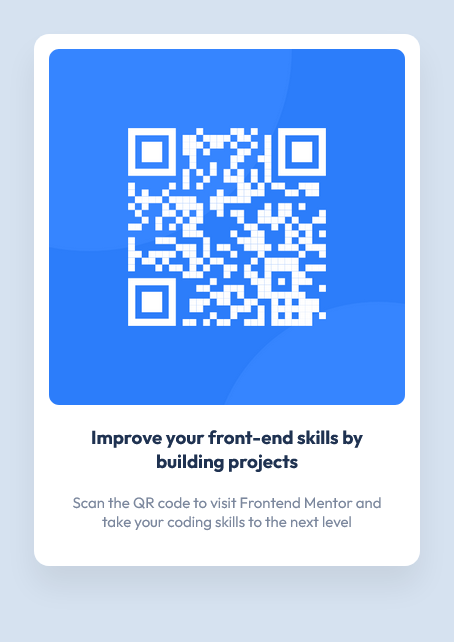 Improve your front-end skills by
building projects
Scan the QR code to visit Frontend Mentor and
take your coding skills to the next level